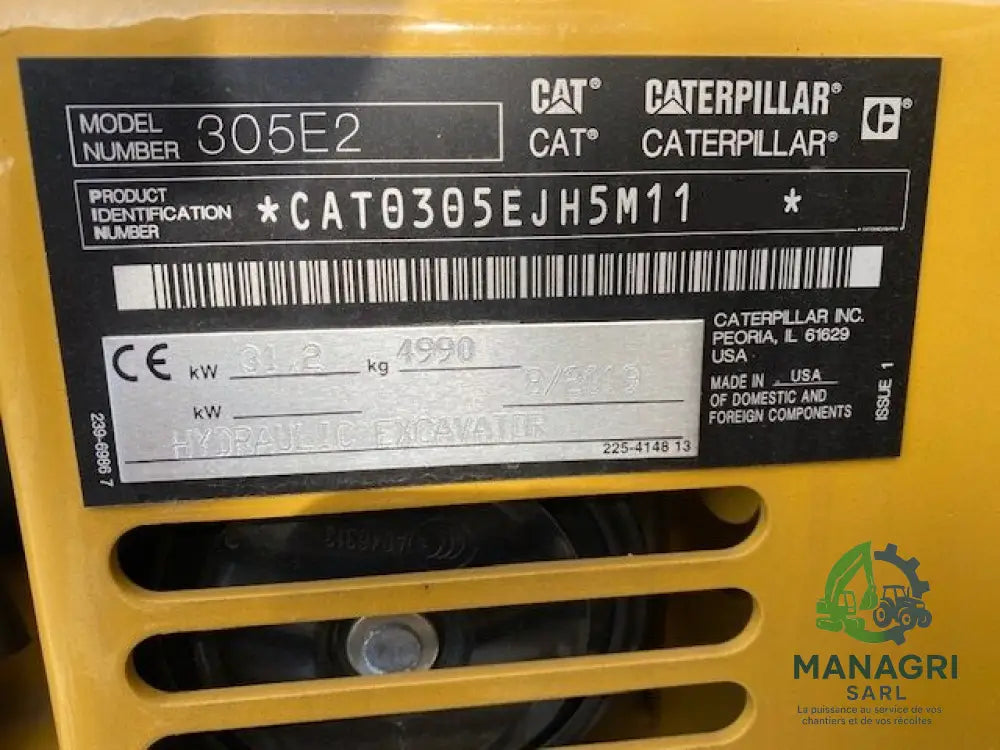 MODEL NUMBER 305E2
CAT® CATERPILLAR® ®
CAT® CATERPILLAR®
PRODUCT IDENTIFICATION NUMBER *CAT0305EJH5M11 *
CATERPILLAR INC.
PEORIA, IL 61629
USA
MADE IN USA
OF DOMESTIC AND
FOREIGN COMPONENTS
ISSUE 1
CE kW 31.2 kg 4990
kW
HYDRAULIC EXCAVATOR
225-4148 13
239-6986 7
MANAGRI
SARL
La puissance au service de vos
chantiers et de vos récoltes